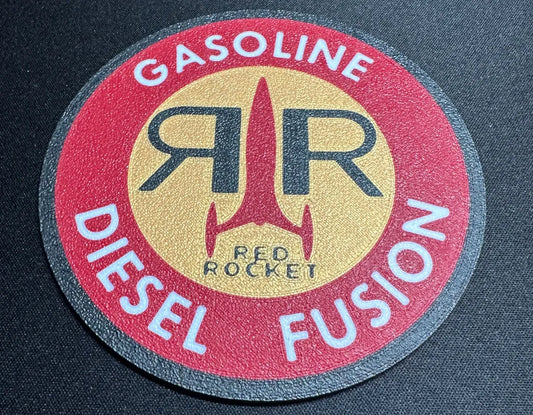 GASOLINE
RR
RED
ROCKET
DIESEL FUSION